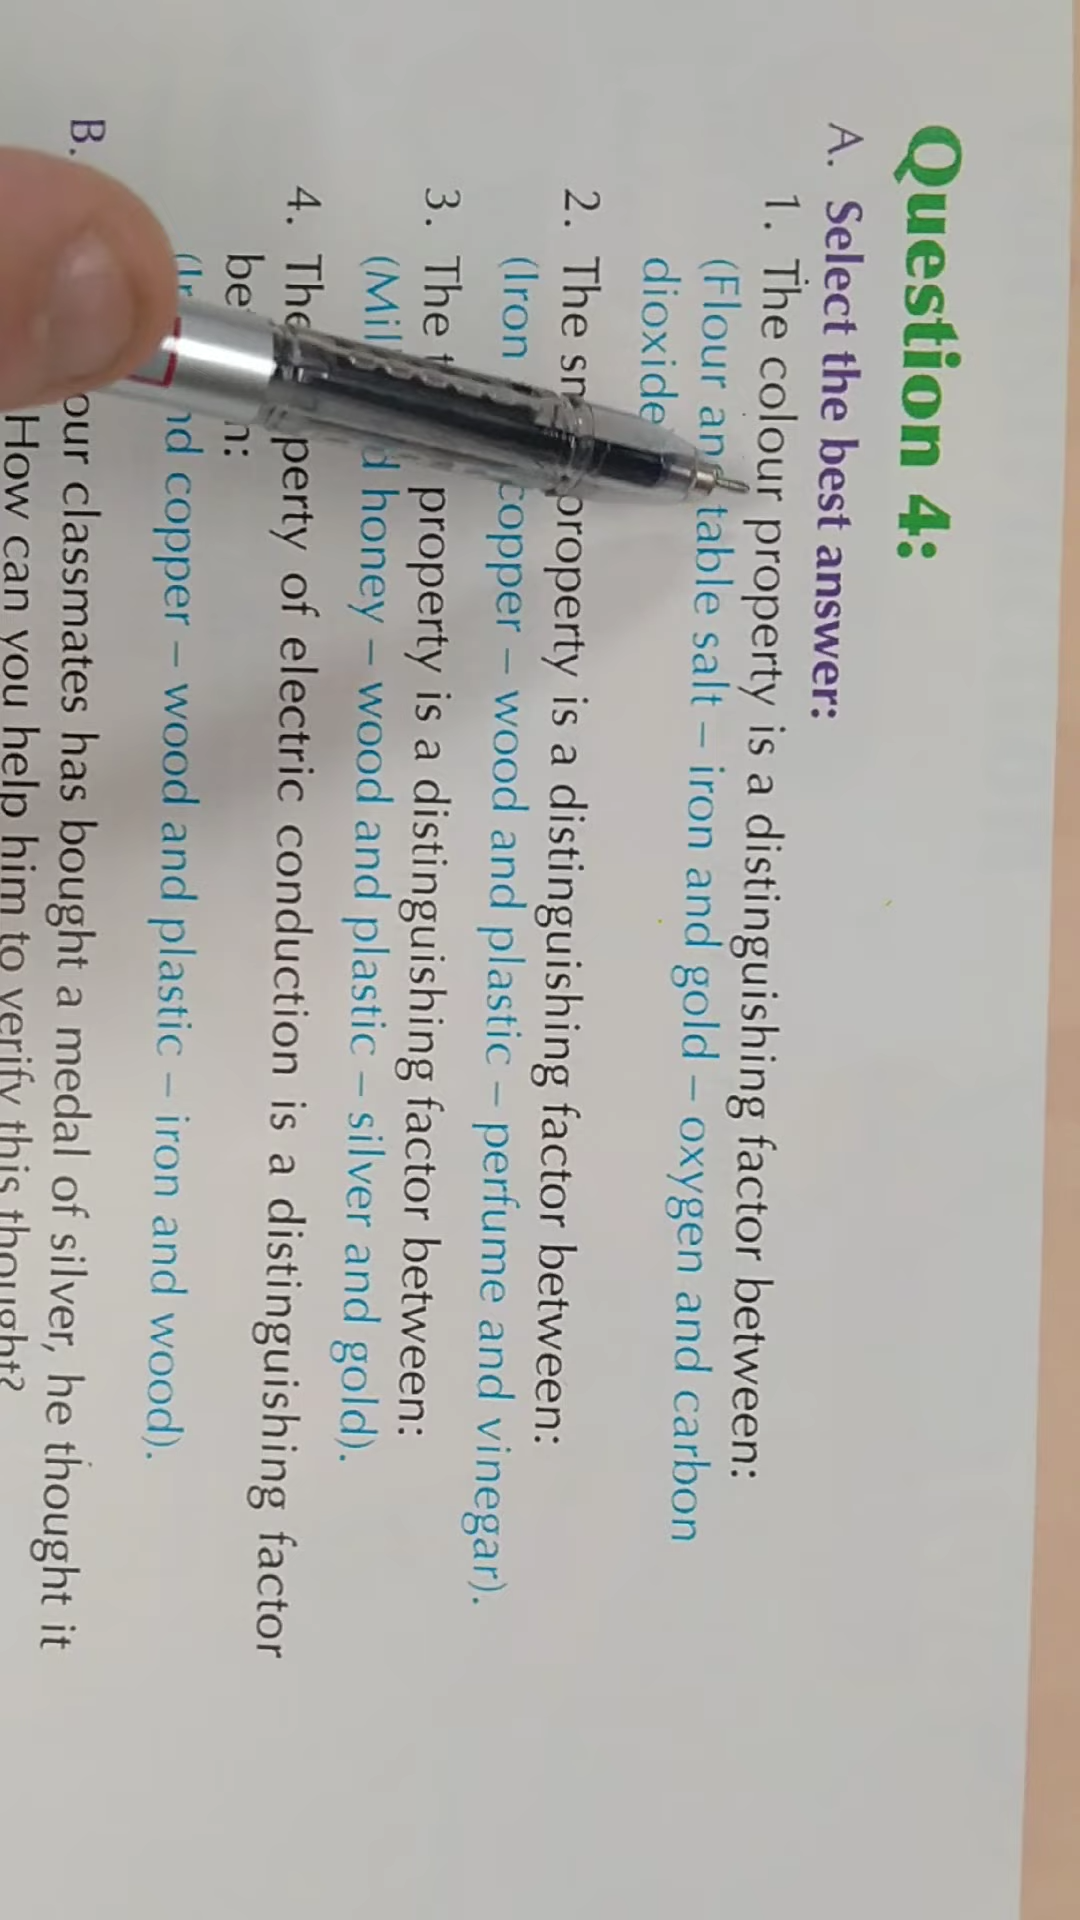 Question 4:
A. Select the best answer:
1. The colour property is a distinguishing factor between:
(Flour and table salt – iron and gold – oxygen and carbon
dioxide
2. The property is a distinguishing factor between:
(Iron copper – wood and plastic – perfume and vinegar).
3. The property is a distinguishing factor between:
honey – wood and plastic – silver and gold).
4. The of electric conduction is a distinguishing factor
and copper – wood and plastic – iron and wood).
B. our classmates has bought a medal of silver, he thought it
How can you help him to verify this thought?